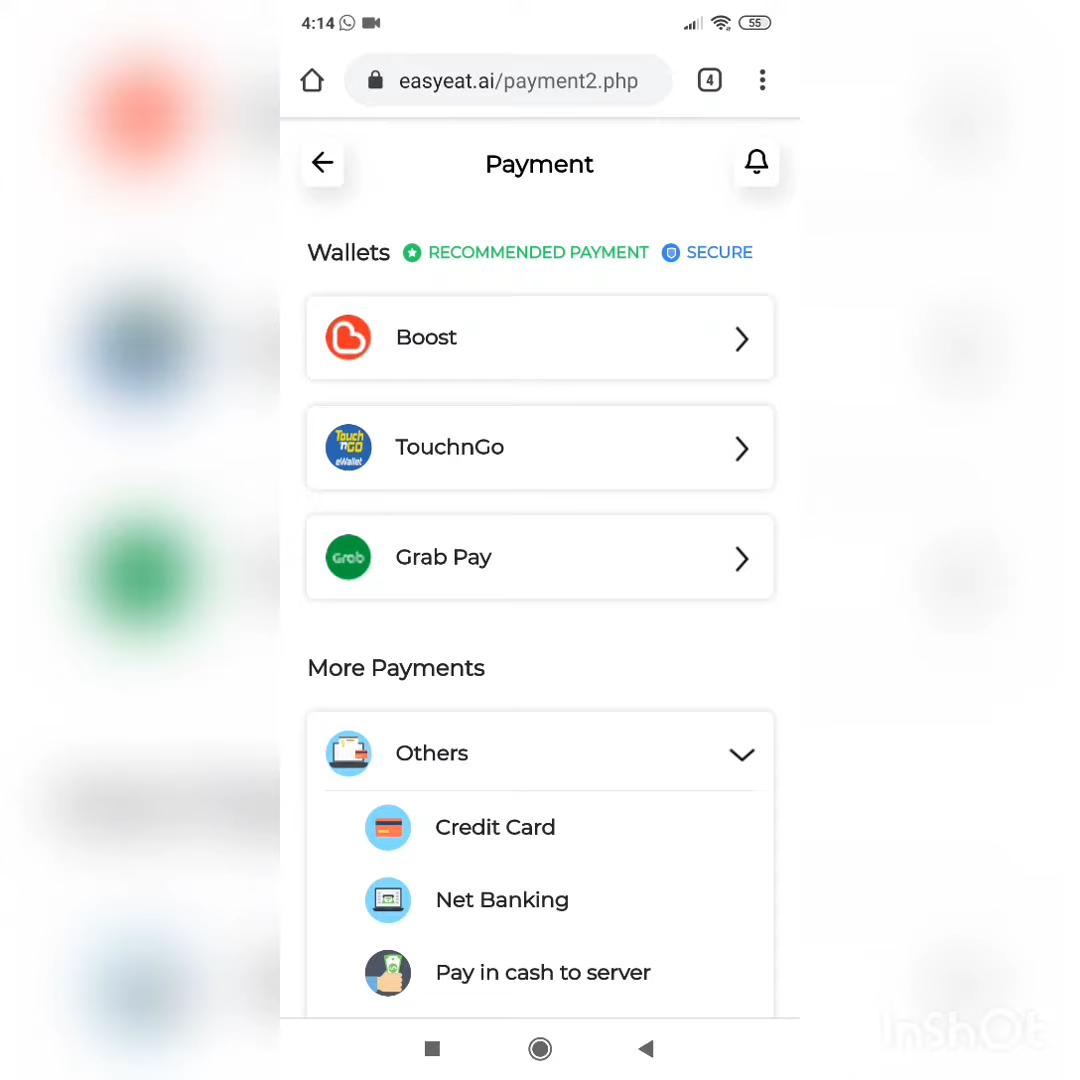 4:14
55
easyeat.ai/payment2.php
4
Payment
Wallets RECOMMENDED PAYMENT SECURE
Boost
Touch nGO eWallet TouchnGo
Grab Grab Pay
More Payments
Others
Credit Card
Net Banking
Pay in cash to server
InShOt